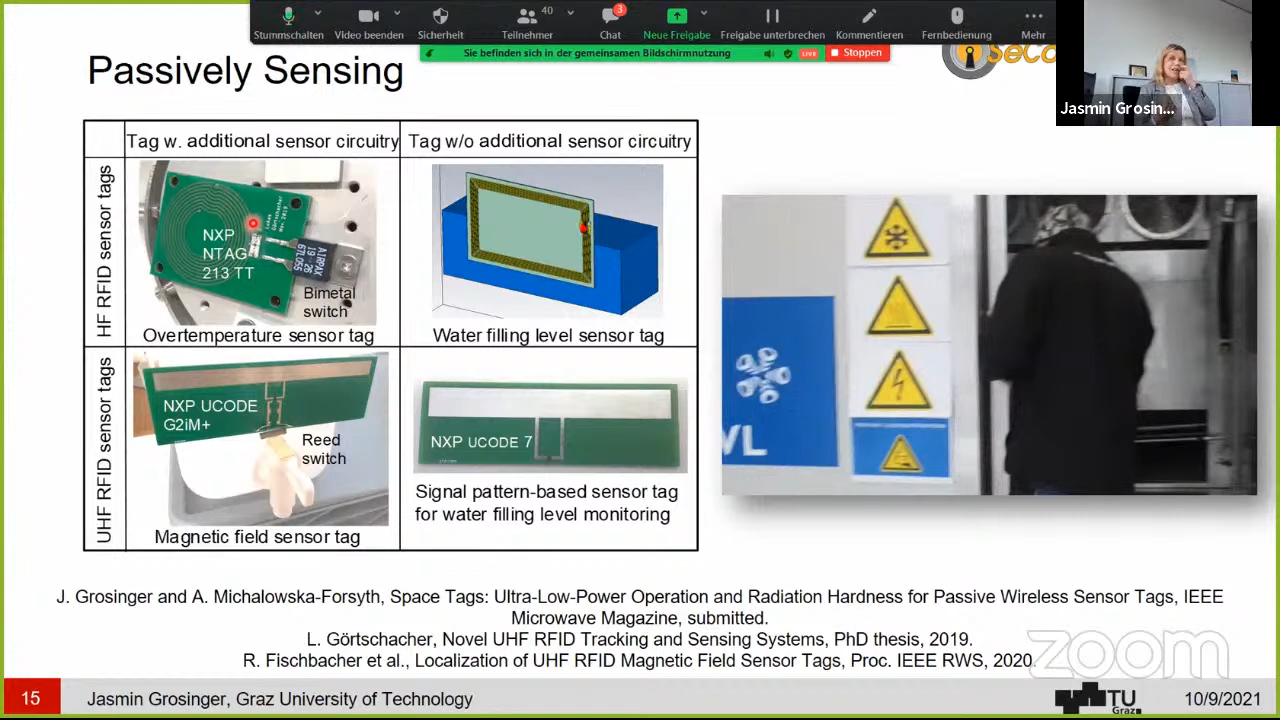 Stummschalten
Video beenden
Sicherheit
40
Teilnehmer
3
Chat
Neue Freigabe
Freigabe unterbrechen
Kommentieren
Fernbedienung
Mehr
Sie befinden sich in der gemeinsamen Bildschirmnutzung
LIVE
Stoppen
Jasmin Grosin...
Passively Sensing
Tag w. additional sensor circuitry
Tag w/o additional sensor circuitry
HF RFID sensor tags
NXP
NTAG
213 TT
Bimetal
switch
Overtemperature sensor tag
Water filling level sensor tag
UHF RFID sensor tags
NXP UCODE
G2iM+
Reed
switch
Magnetic field sensor tag
NXP UCODE 7
Signal pattern-based sensor tag
for water filling level monitoring
J. Grosinger and A. Michalowska-Forsyth, Space Tags: Ultra-Low-Power Operation and Radiation Hardness for Passive Wireless Sensor Tags, IEEE
Microwave Magazine, submitted.
L. Görtschacher, Novel UHF RFID Tracking and Sensing Systems, PhD thesis, 2019.
R. Fischbacher et al., Localization of UHF RFID Magnetic Field Sensor Tags, Proc. IEEE RWS, 2020.
zoom
15
Jasmin Grosinger, Graz University of Technology
TU
Graz
10/9/2021